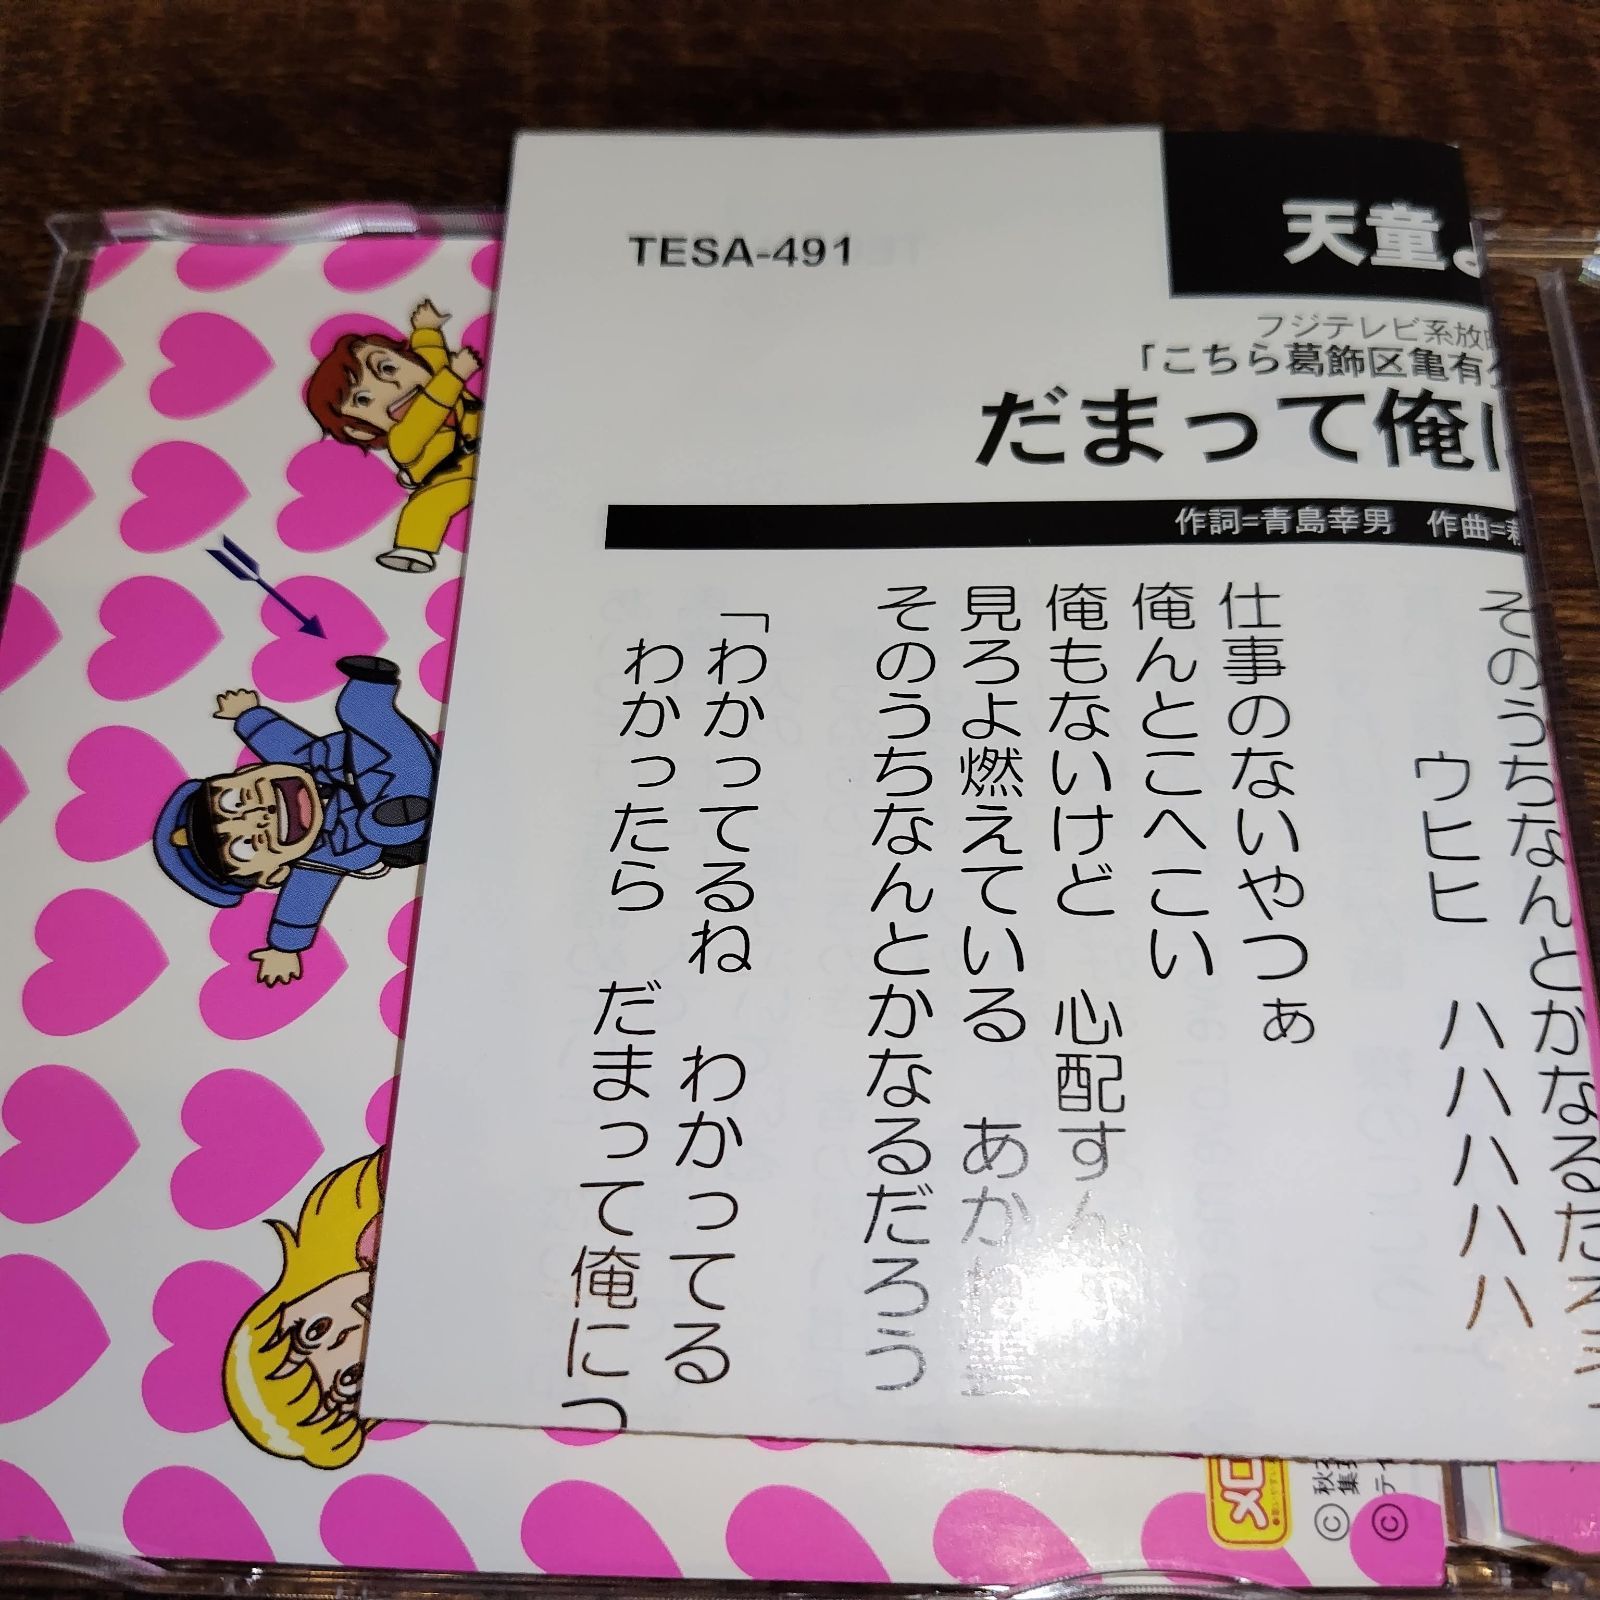 TESA-491
天童
フジテレビ系放
「こちら葛飾区亀有
だまって俺に
作詞=青島幸男 作曲=
そのうちなんとかなるだろう
ウヒヒ ハハハハハ
仕事のないやつぁ
俺んとこへこい
俺もないけど 心配すん
見ろよ燃えている あか
そのうちなんとかなるだろう
「わかってるね わかってる
わかったら だまって俺につ
メロ
©秋
集
©テイ